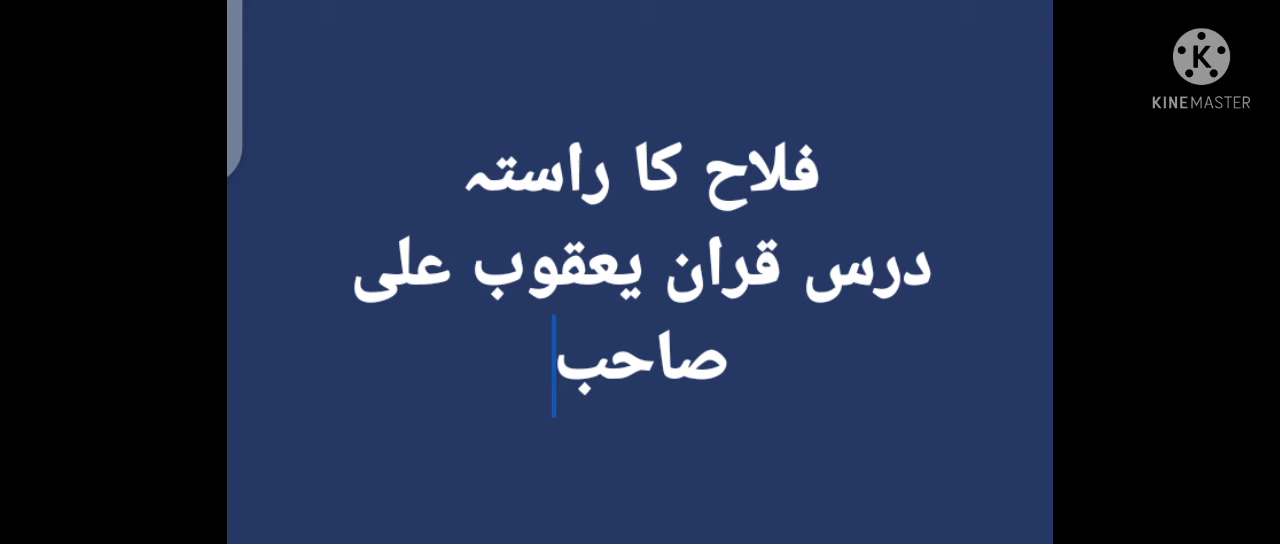 فلاح کا راستہ
درس قران یعقوب علی
صاحب
K
KINEMASTER